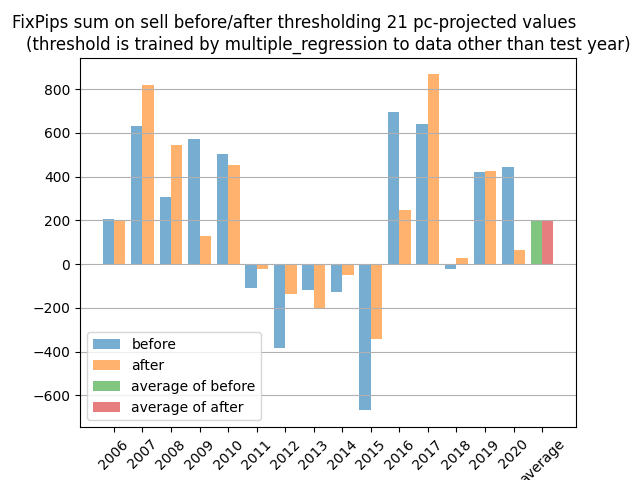 FixPips sum on sell before/after thresholding 21 pc-projected values
(threshold is trained by multiple_regression to data other than test year)
800
600
400
200
0
−200
−400
−600
before
after
average of before
average of after
2006 2007 2008 2009 2010 2011 2012 2013 2014 2015 2016 2017 2018 2019 2020 average